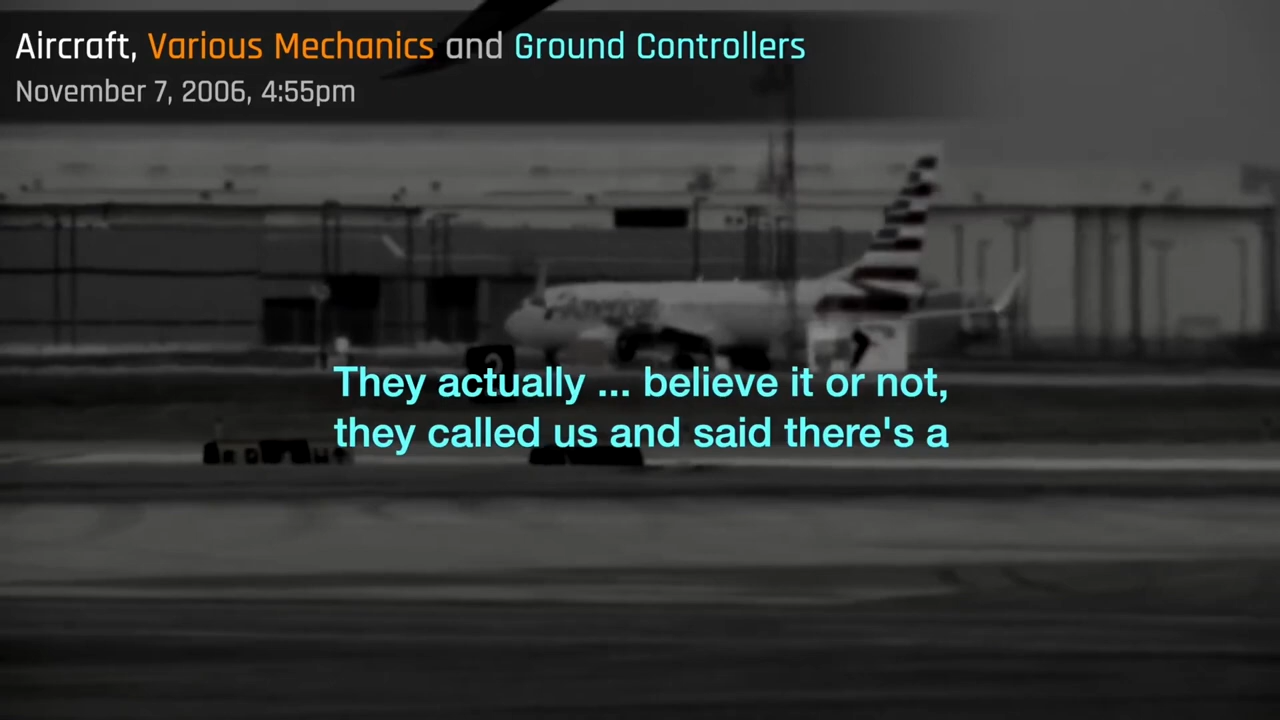 Aircraft, Various Mechanics and Ground Controllers
November 7, 2006, 4:55pm
American
They actually ... believe it or not,
they called us and said there's a